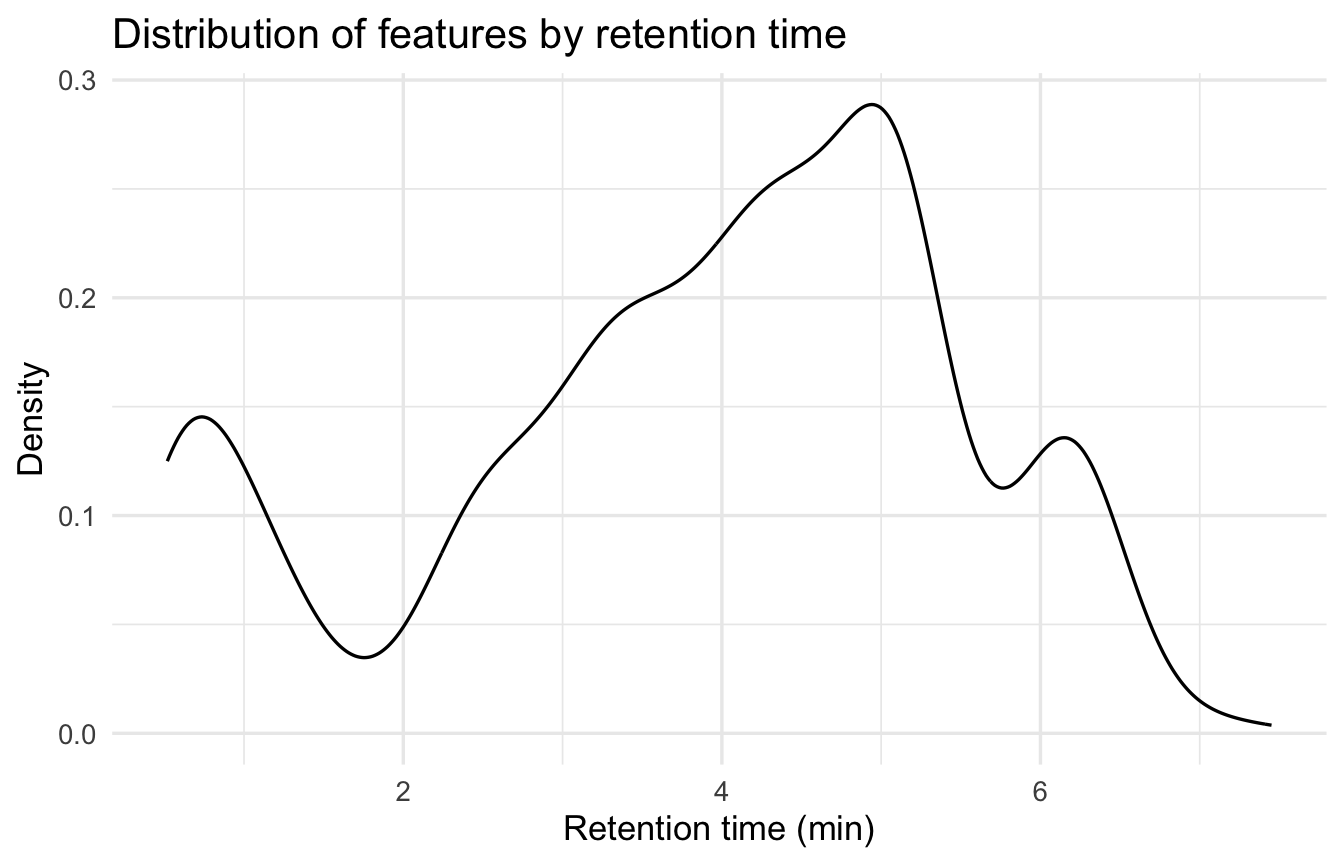 Distribution of features by retention time
0.3
0.2
0.1
0.0
Density
2 4 6
Retention time (min)